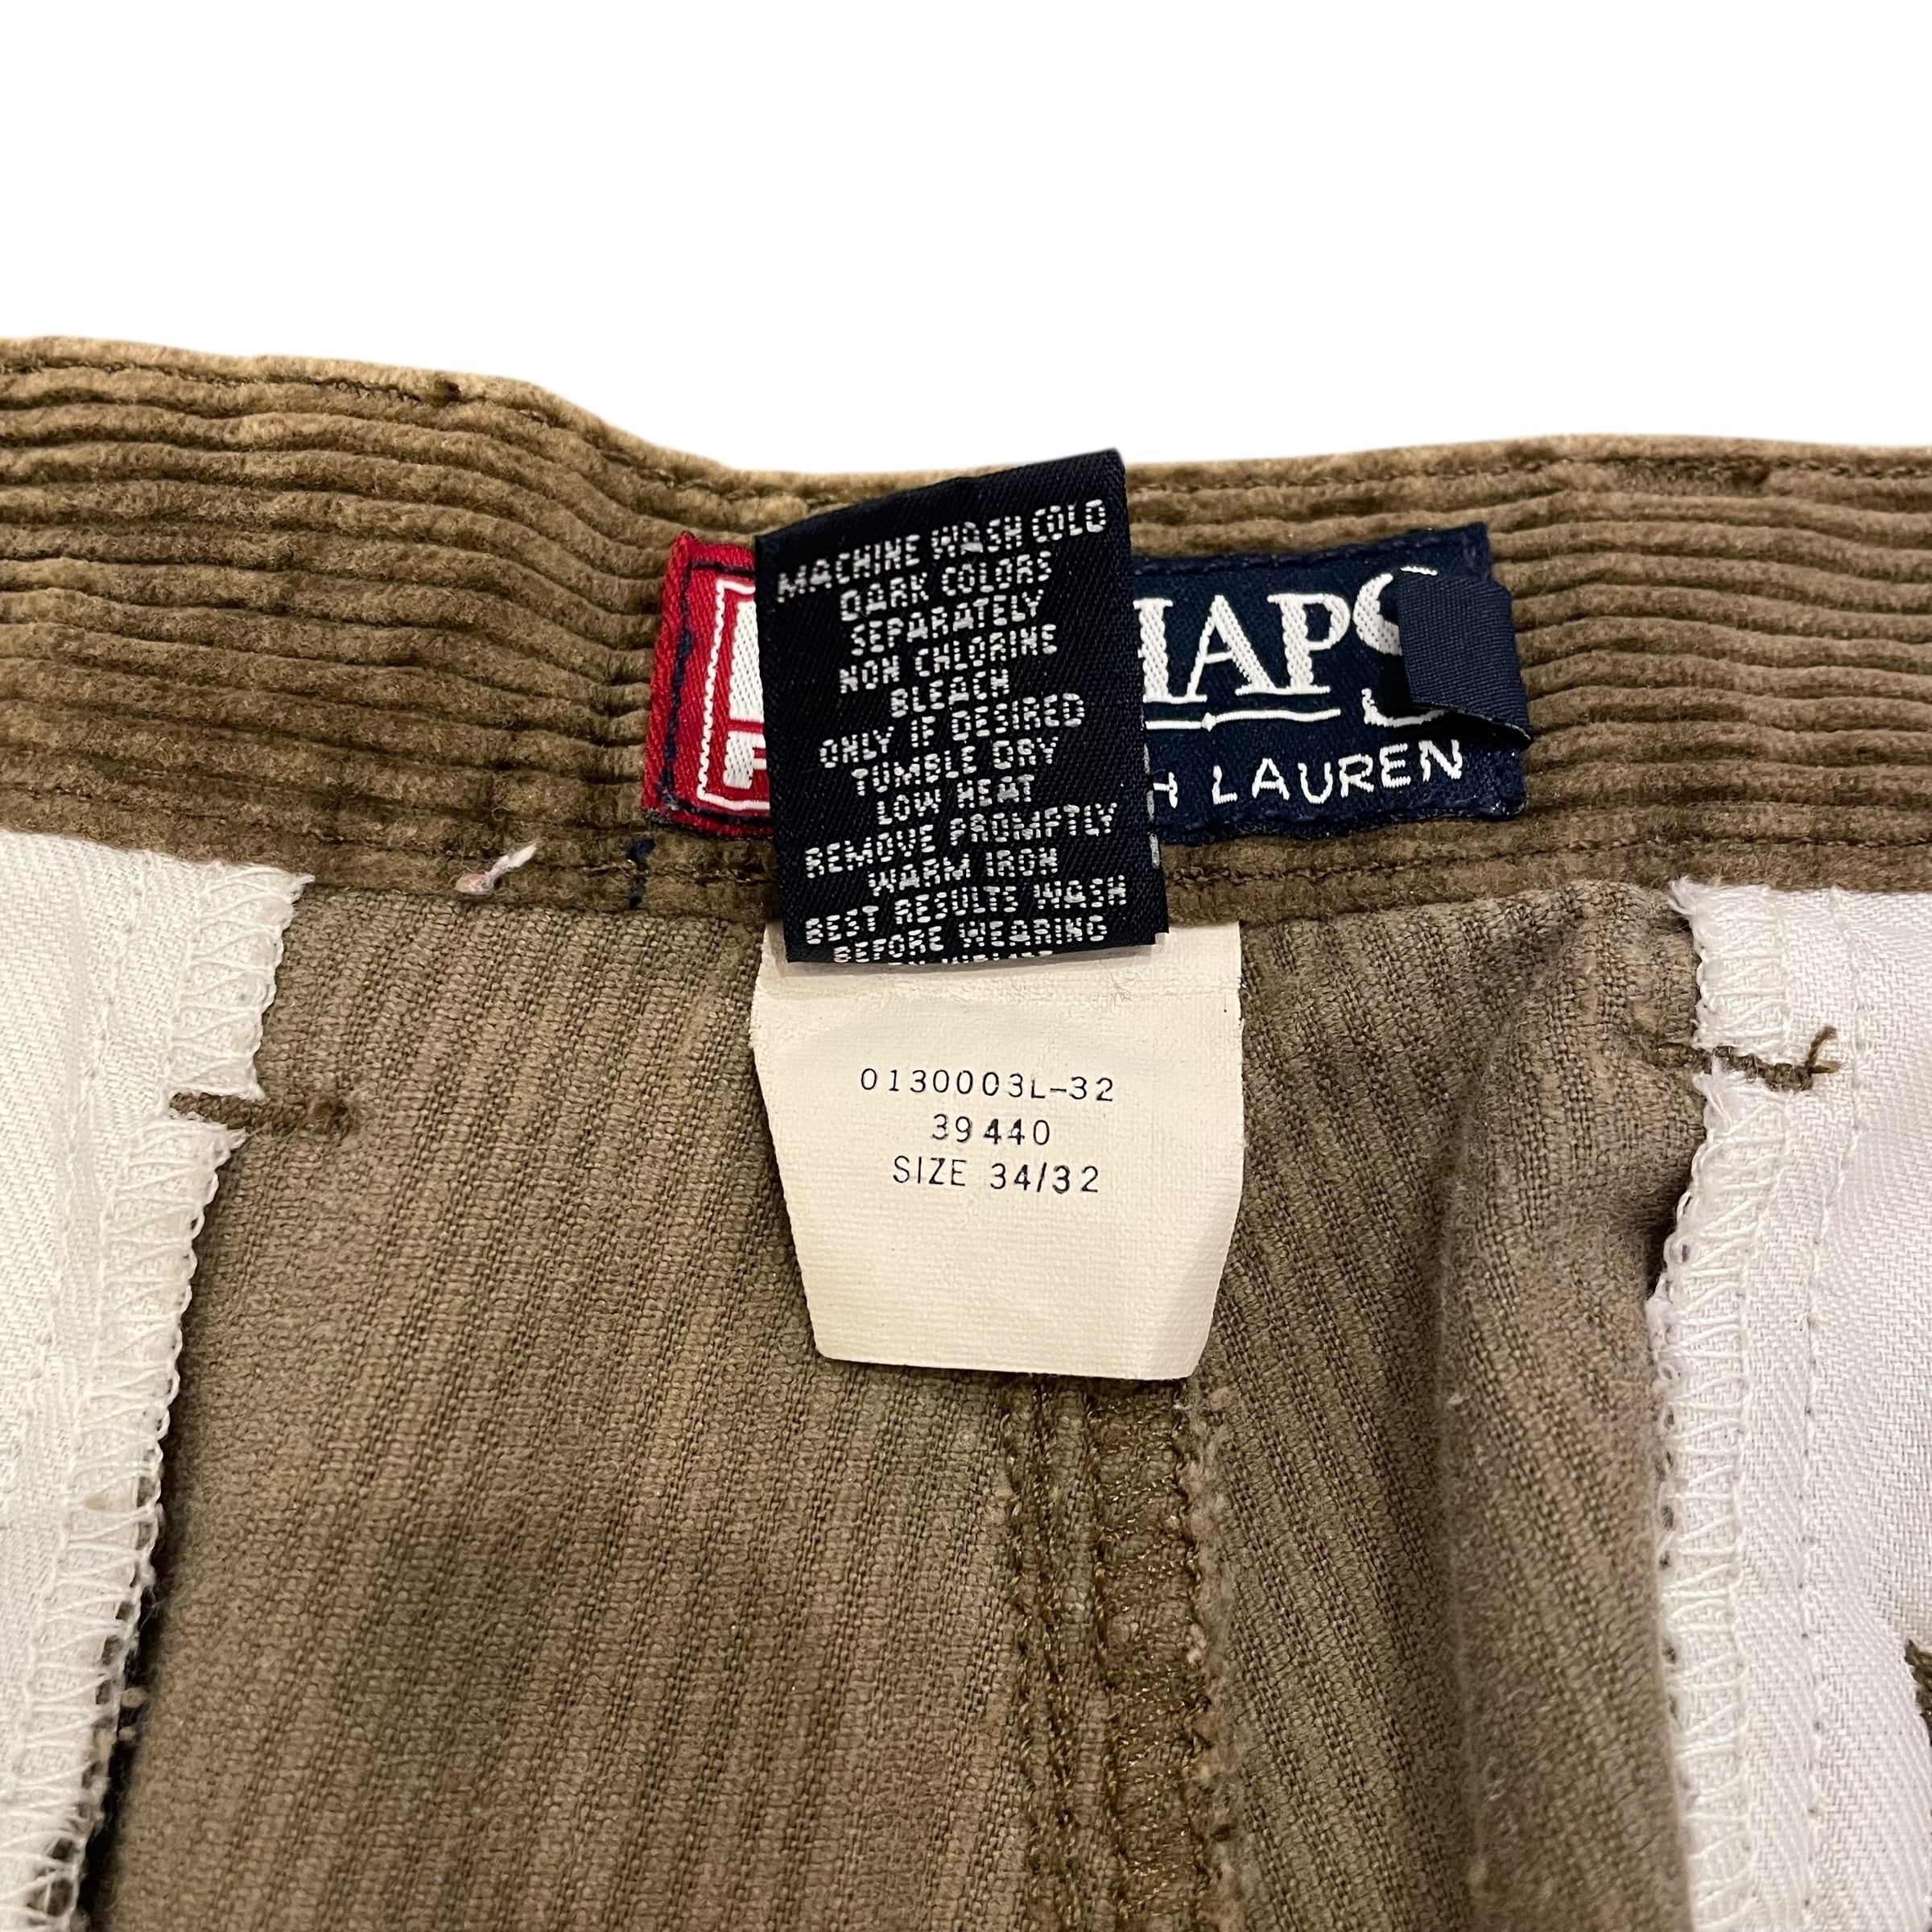 MACHINE WASH COLD
DARK COLORS
SEPARATELY
NON CHLORINE
BLEACH
ONLY IF DESIRED
TUMBLE DRY
LOW HEAT
REMOVE PROMPTLY
WARM IRON
BEST RESULTS WASH
BEFORE WEARING
HAPS
H LAUREN
0130003L-32
39440
SIZE 34/32